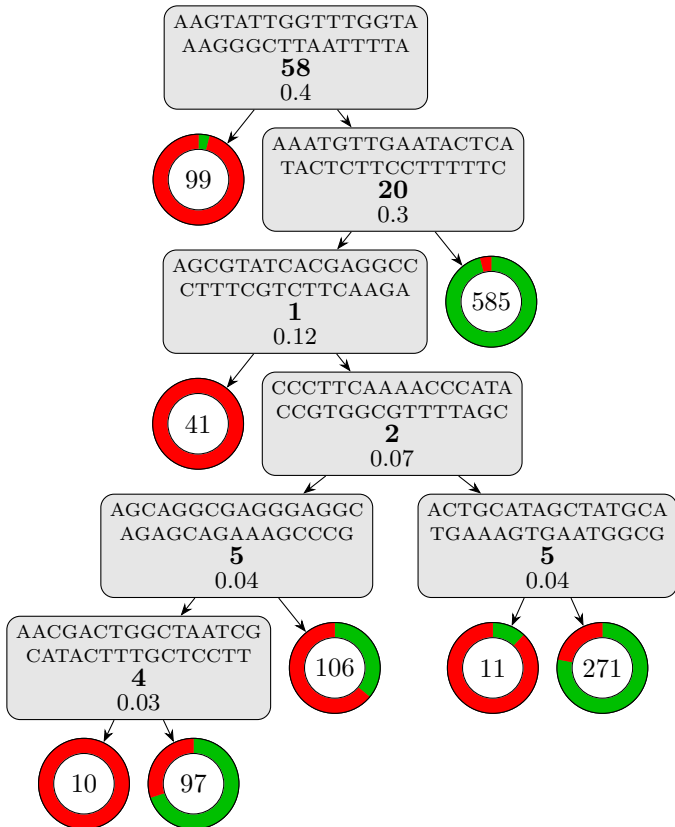 AAGTATTGGTTTGGTA
AAGGGCTTAATTTTA
58
0.4
99
AAATGTTGAATACTCA
TACTCTTCCTTTTTC
20
0.3
AGCGTATCACGAGGCC
CTTTCGTCTTCAAGA
1
0.12
585
41
CCCTTCAAAACCCATA
CCGTGGCGTTTTAGC
2
0.07
AGCAGGCGAGGGAGGC
AGAGCAGAAAGCCCG
5
0.04
ACTGCATAGCTATGCA
TGAAAGTGAATGGCG
5
0.04
AACGACTGGCTAATCG
CATACTTTGCTCCTT
4
0.03
106
11
271
10
97